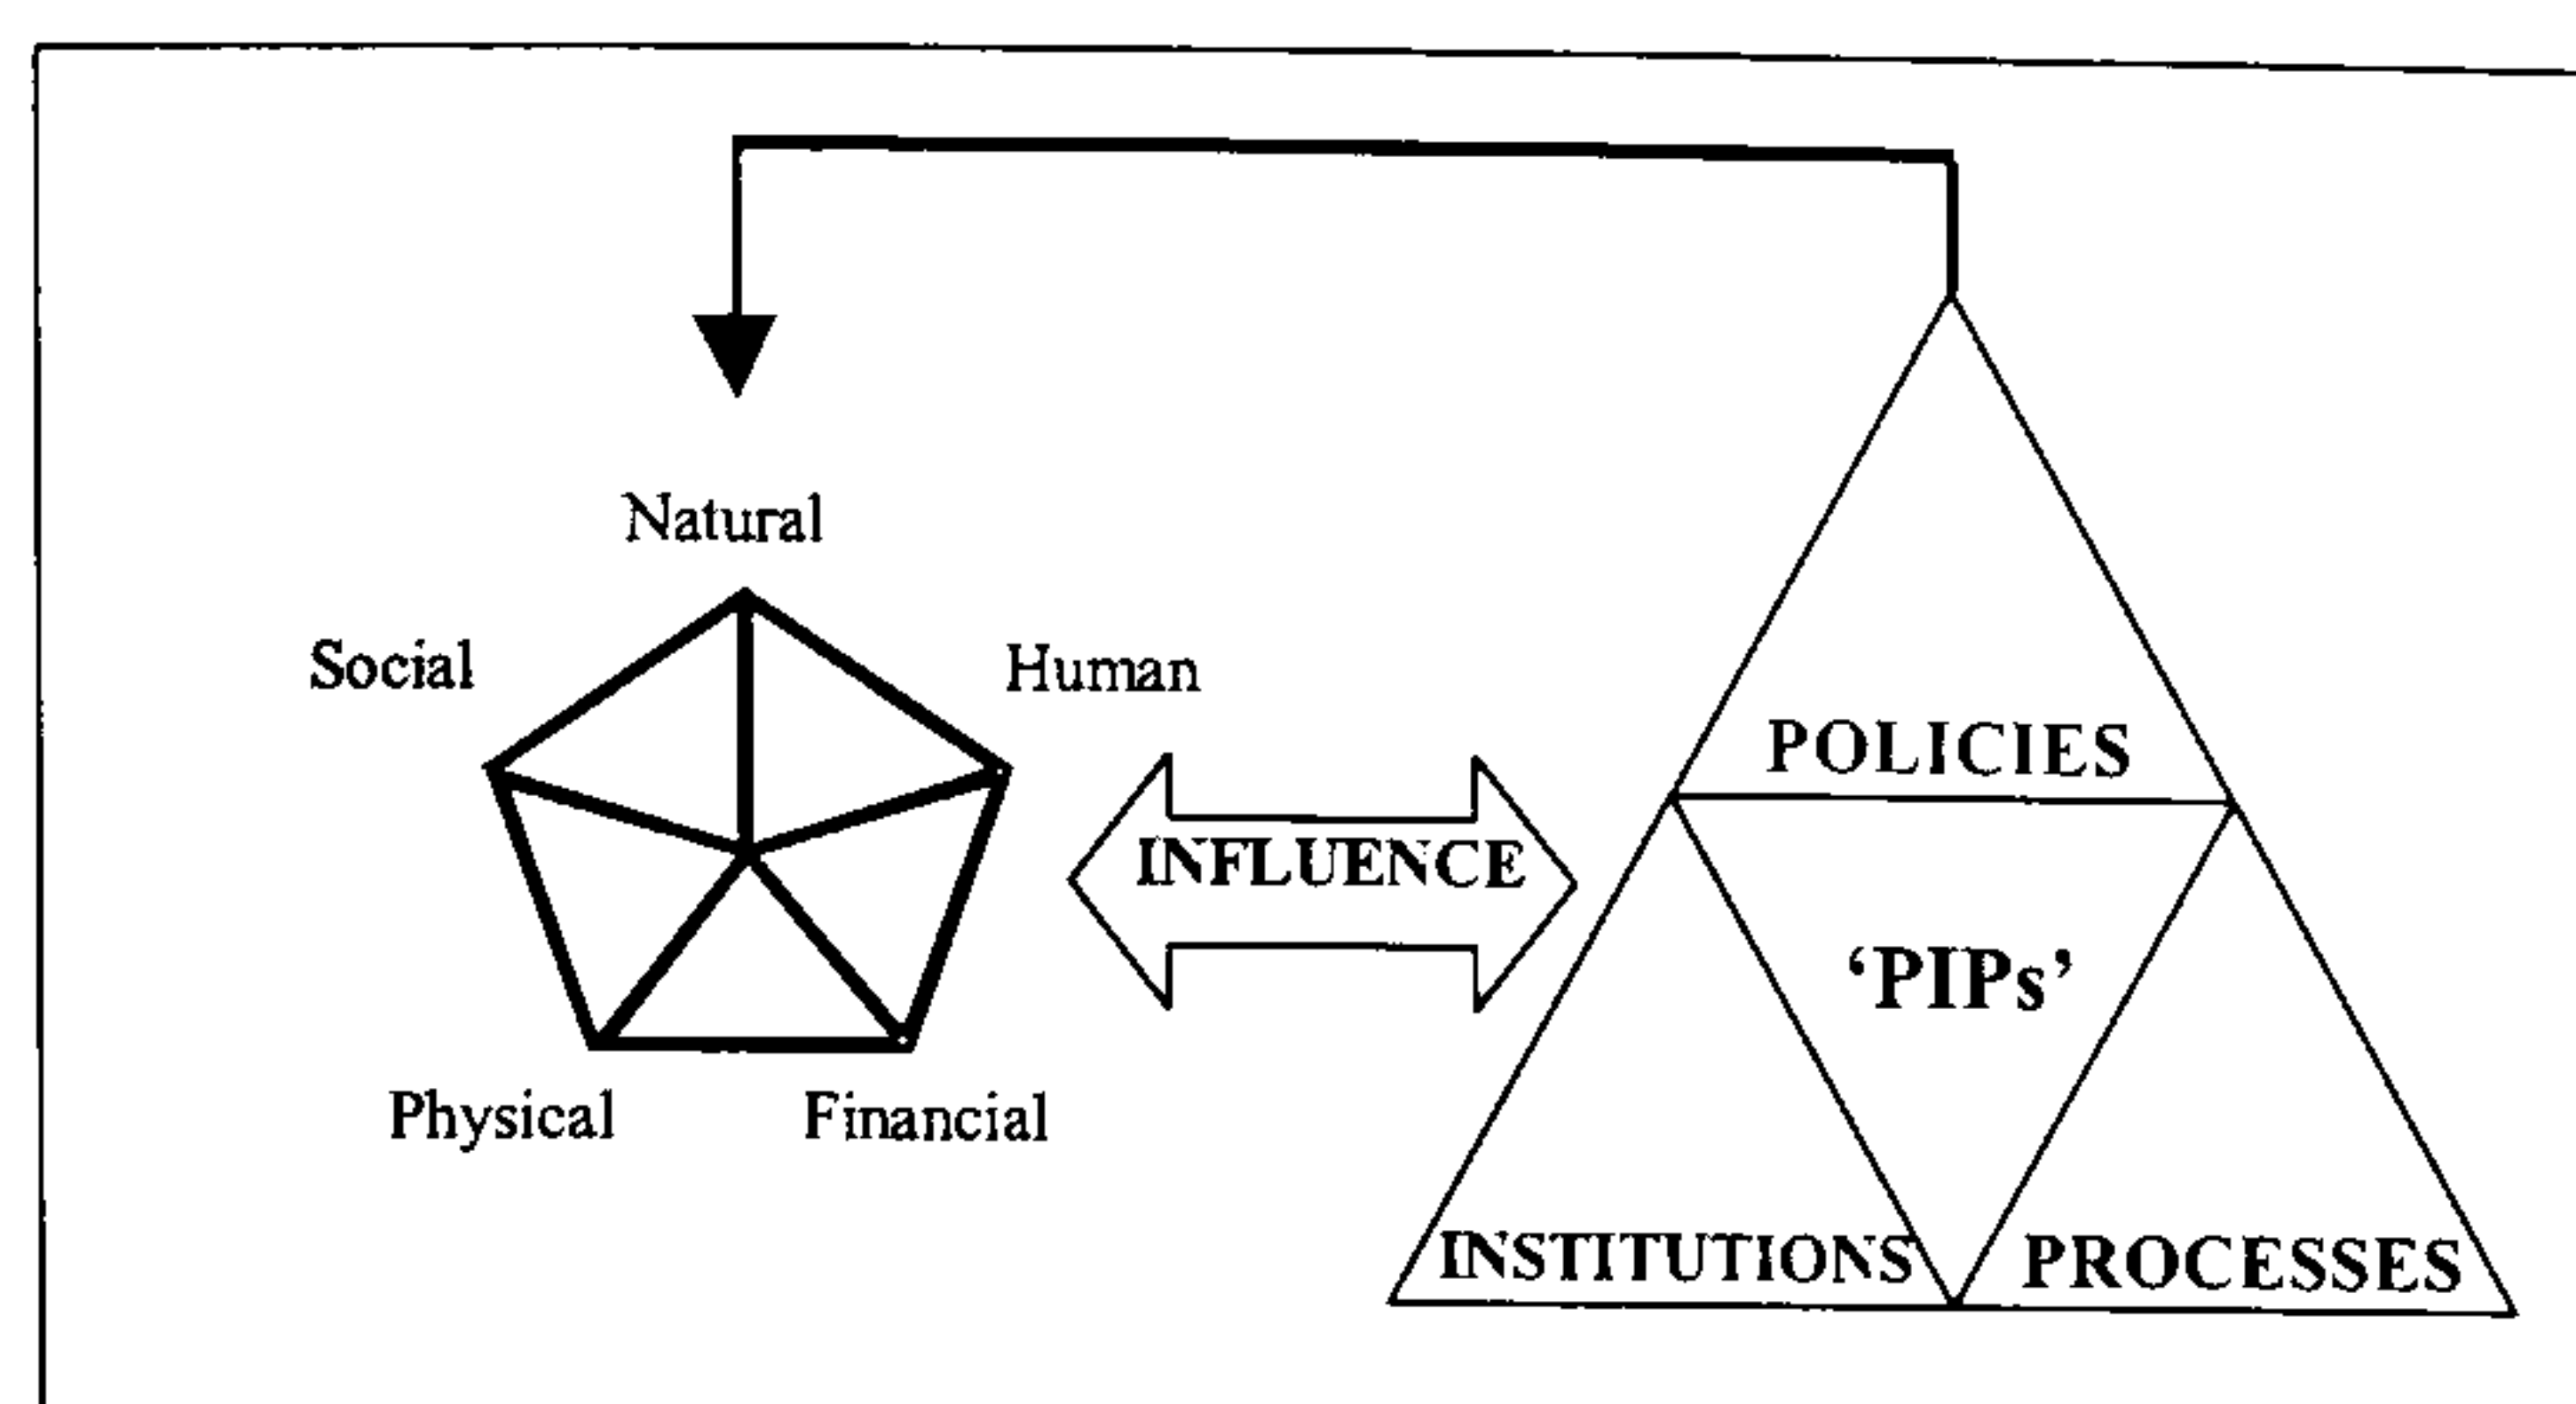 Natural
Social
Human
POLICIES
INFLUENCE
‘PIPs’
Physical
Financial
INSTITUTIONS
PROCESSES